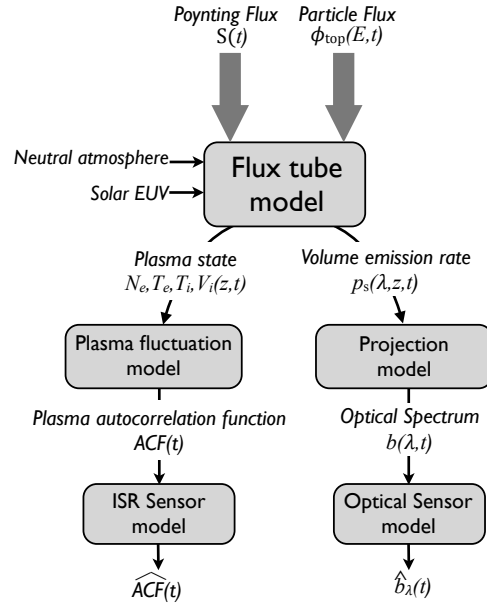 Poynting Flux
S(t)
Particle Flux
ϕtop(E,t)
Neutral atmosphere
Solar EUV
Flux tube
model
Plasma state
Ne,Te,Ti,Vi(z,t)
Volume emission rate
ps(λ,z,t)
Plasma fluctuation
model
Projection
model
Plasma autocorrelation function
ACF(t)
Optical Spectrum
b(λ,t)
ISR Sensor
model
Optical Sensor
model
A͡CF(t)
b̂λ(t)